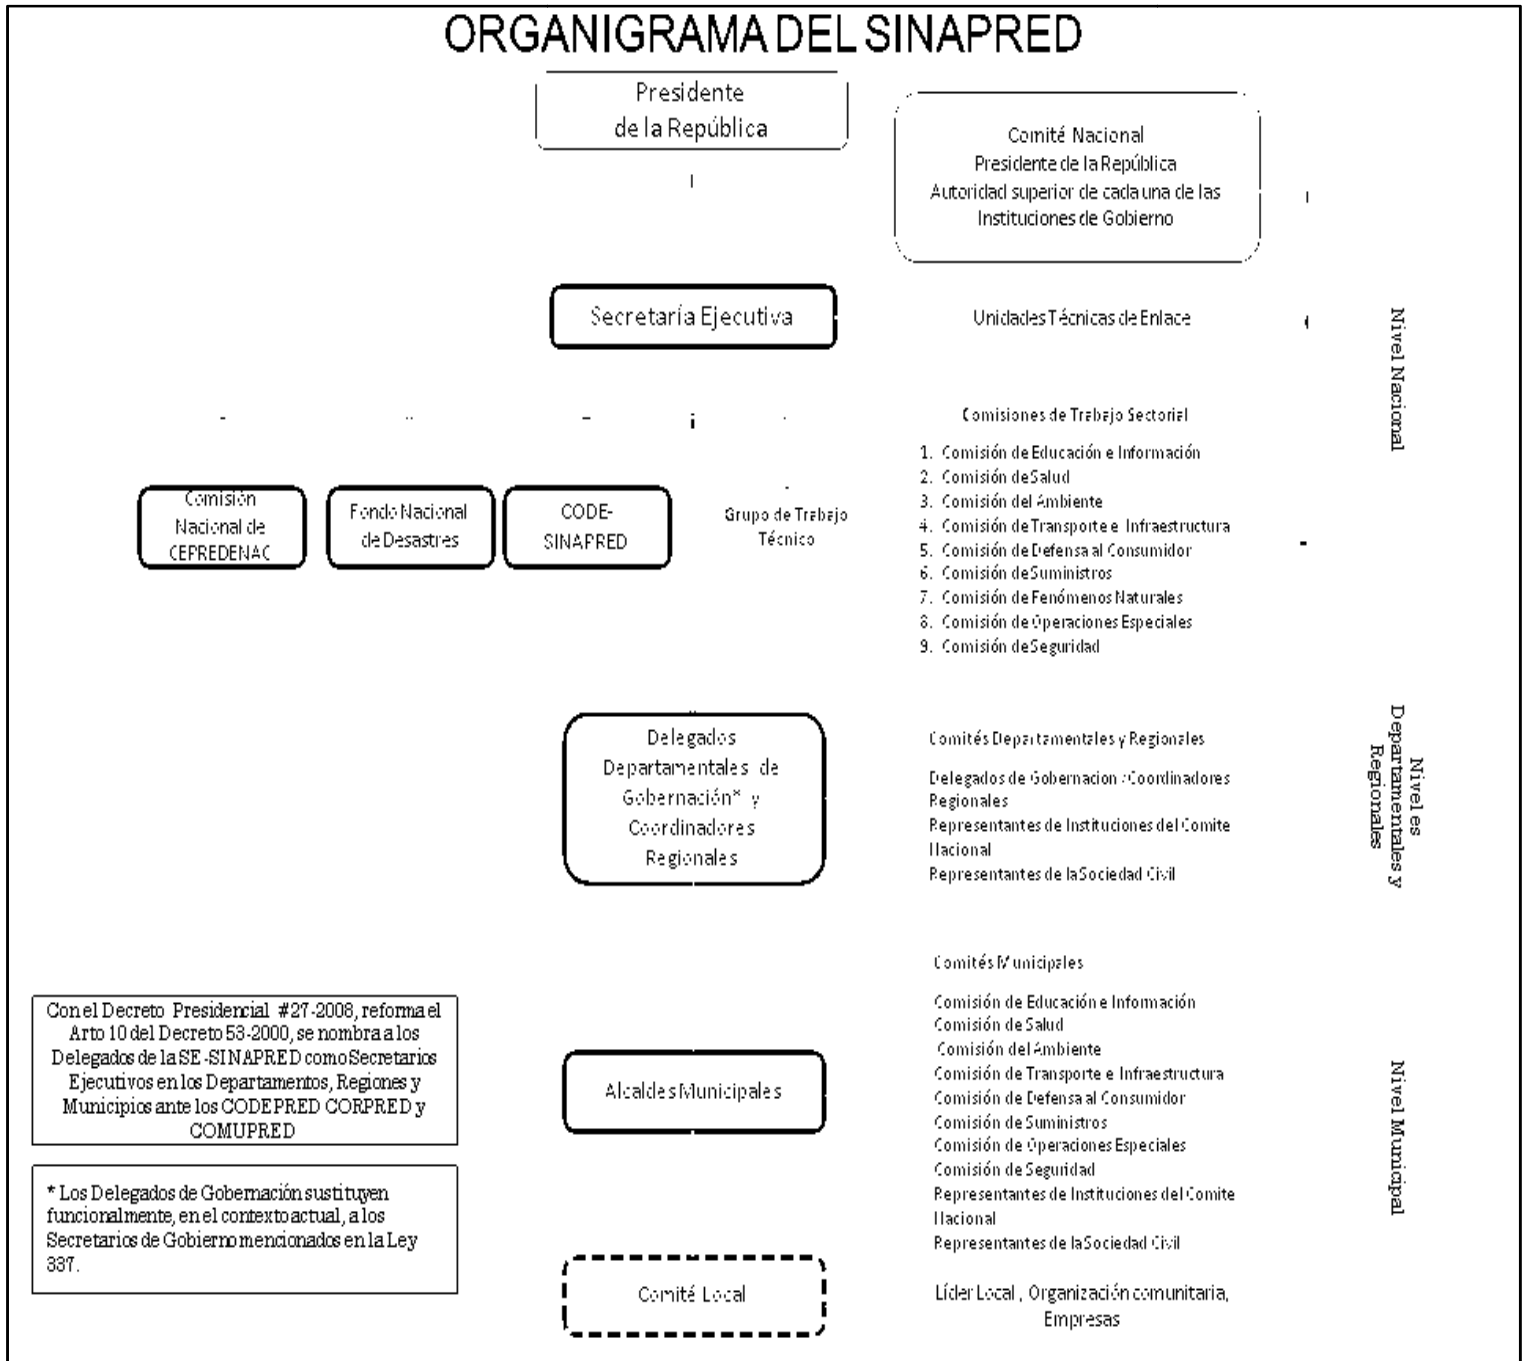 ORGANIGRAMA DEL SINAPRED
Presidente
de la República
Comité Nacional
Presidente de la República
Autoridad superior de cada una de las
Instituciones de Gobierno
Secretaría Ejecutiva
Unidades Técnicas de Enlace
Nivel Nacional
Comisiones de Trabajo Sectorial
1. Comisión de Educación e Información
2. Comisión de Salud
3. Comisión del Ambiente
4. Comisión de Transporte e Infraestructura
5. Comisión de Defensa al Consumidor
6. Comisión de Suministros
7. Comisión de Fenómenos Naturales
8. Comisión de Operaciones Especiales
9. Comisión de Seguridad
Comisión
Nacional de
CEPREDENAC
Fondo Nacional
de Desastres
CODE-
SINAPRED
Grupo de Trabajo
Técnico
Delegados
Departamentales de
Gobernación* y
Coordinadores
Regionales
Comités Departamentales y Regionales
Delegados de Gobernacion /Coordinadores
Regionales
Representantes de Instituciones del Comite
Nacional
Representantes de la Sociedad Civil
Niveles
Departamentales y
Regionales
Comités Municipales
Comisión de Educación e Información
Comisión de Salud
Comisión del Ambiente
Comisión de Transporte e Infraestructura
Comisión de Defensa al Consumidor
Comisión de Suministros
Comisión de Operaciones Especiales
Comisión de Seguridad
Representantes de Instituciones del Comite
Nacional
Representantes de la Sociedad Civil
Alcaldes Municipales
Nivel Municipal
Con el Decreto Presidencial #27-2008, reforma el
Arto 10 del Decreto 53-2000, se nombra a los
Delegados de la SE-SINAPRED como Secretarios
Ejecutivos en los Departamentos, Regiones y
Municipios ante los CODEPRED CORPRED y
COMUPRED
* Los Delegados de Gobernación sustituyen
funcionalmente, en el contexto actual, a los
Secretarios de Gobierno mencionados en la Ley
337.
Comité Local
Líder Local , Organización comunitaria,
Empresas